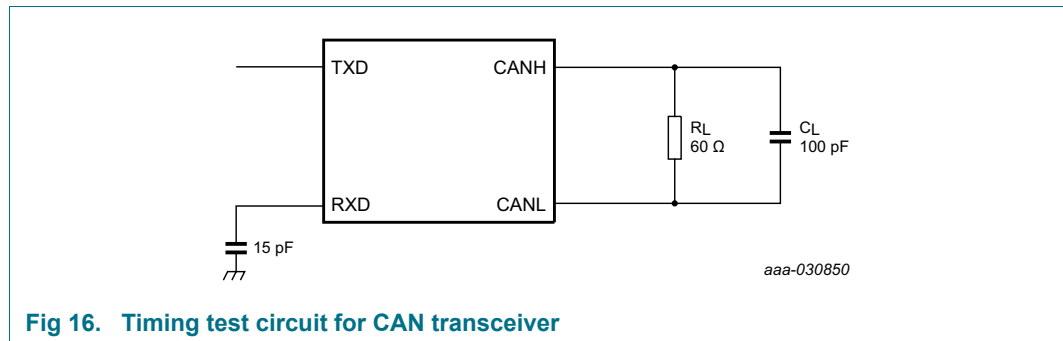 TXD CANH
RL
60 Ω
CL
100 pF
RXD CANL
15 pF
aaa-030850
Fig 16. Timing test circuit for CAN transceiver